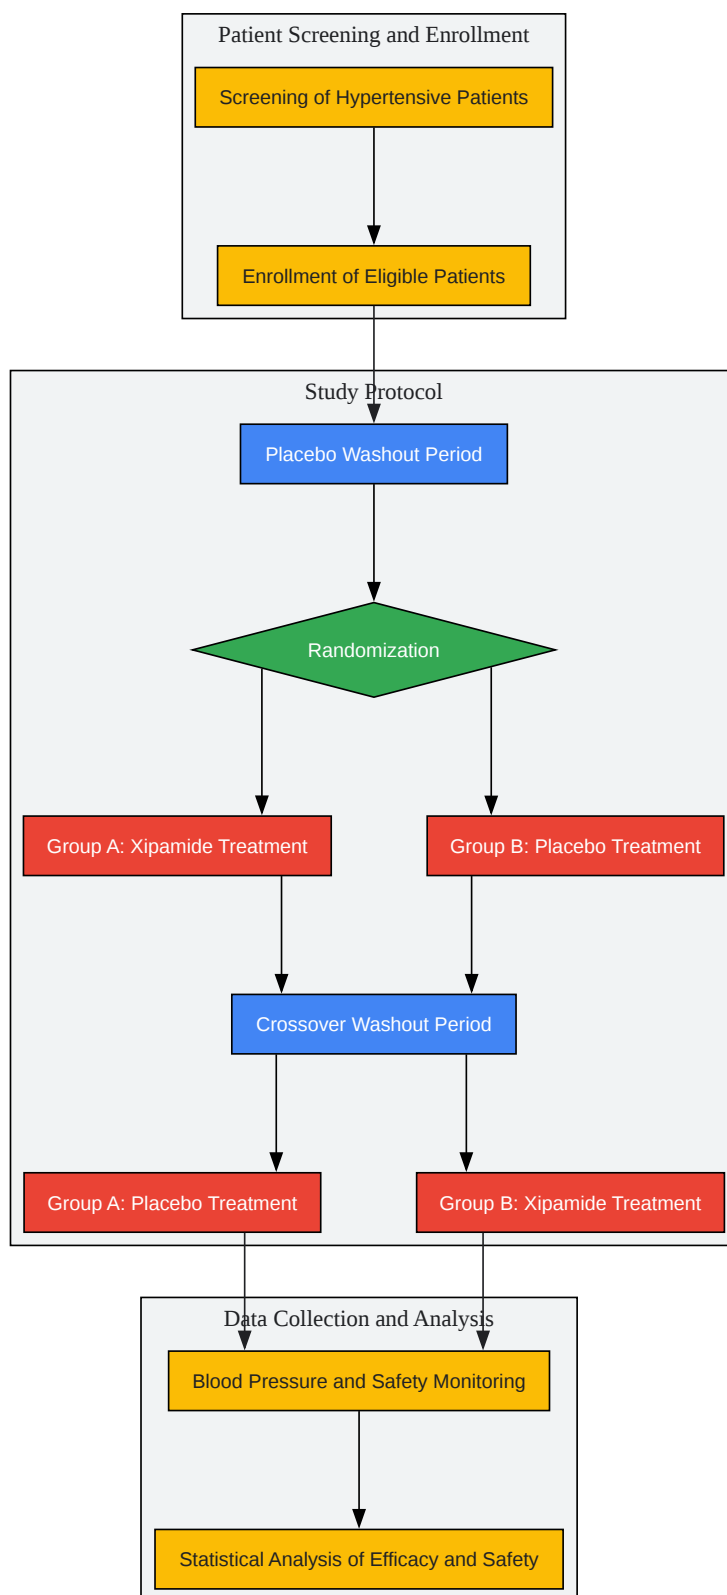 Patient Screening and Enrollment
Screening of Hypertensive Patients
Enrollment of Eligible Patients
Study Protocol
Placebo Washout Period
Randomization
Group A: Xipamide Treatment
Group B: Placebo Treatment
Crossover Washout Period
Group A: Placebo Treatment
Group B: Xipamide Treatment
Data Collection and Analysis
Blood Pressure and Safety Monitoring
Statistical Analysis of Efficacy and Safety